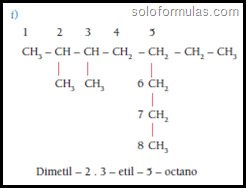 soloformulas.com
f)
1 2 3 4 5
CH₃ – CH – CH – CH₂ – CH₂ – CH₂ – CH₃
CH₃ CH₃ 6 CH₂
7 CH₂
8 CH₃
Dimetil – 2 . 3 – etil – 5 – octano